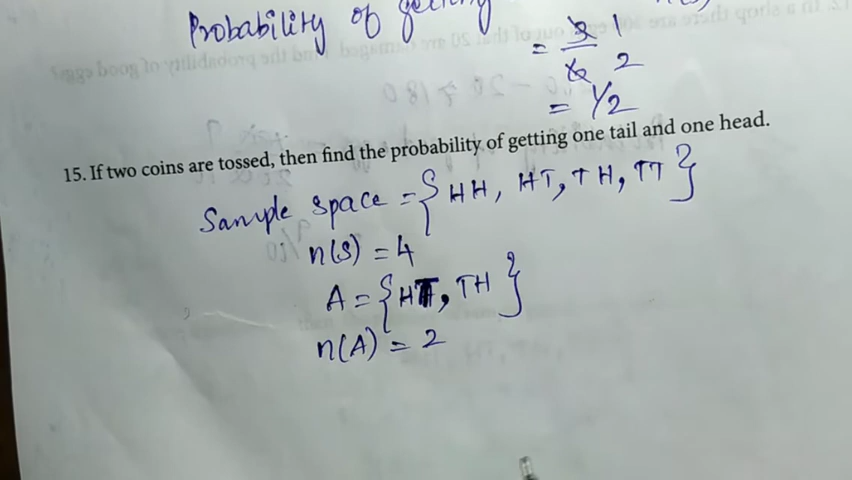 Probability of getting
= 3 1
6 2
= 1/2
15. If two coins are tossed, then find the probability of getting one tail and one head.
Sample space = { HH, HT, TH, TT }
n(S) = 4
A = { HT, TH }
n(A) = 2